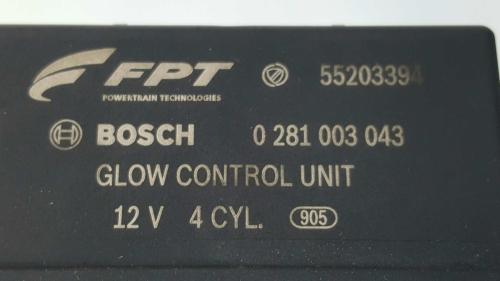 FPT 55203394
POWERTRAIN TECHNOLOGIES
BOSCH 0 281 003 043
GLOW CONTROL UNIT
12 V 4 CYL. 905